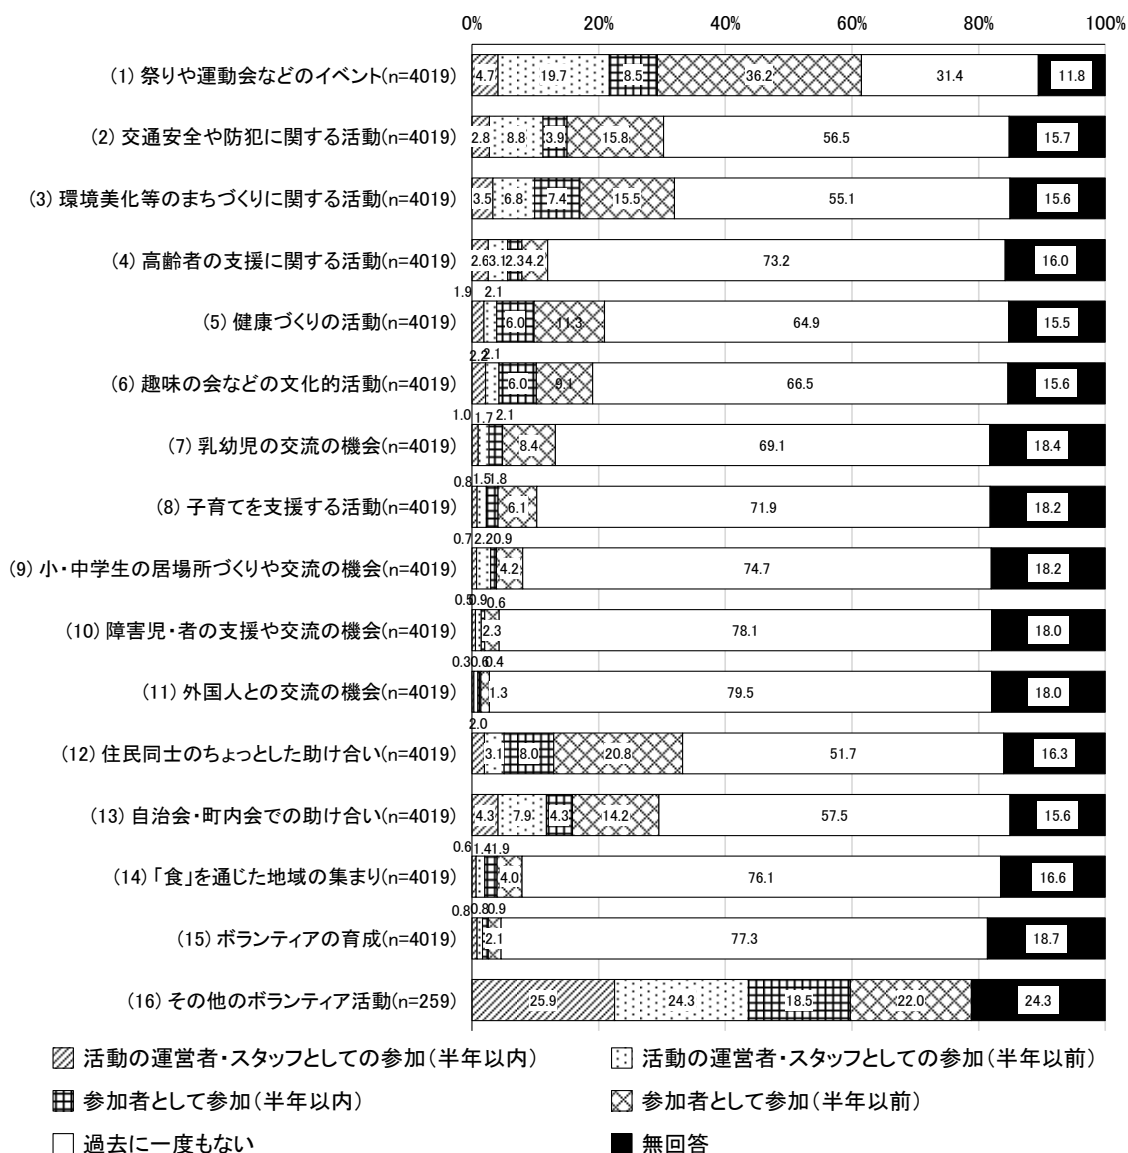 0% 20% 40% 60% 80% 100%
(1) 祭りや運動会などのイベント(n=4019) 4.7 19.7 8.5 36.2 31.4 11.8
(2) 交通安全や防犯に関する活動(n=4019) 2.8 8.8 3.9 15.8 56.5 15.7
(3) 環境美化等のまちづくりに関する活動(n=4019) 3.5 6.8 7.4 15.5 55.1 15.6
(4) 高齢者の支援に関する活動(n=4019) 2.6 3.1 2.3 4.2 73.2 16.0
(5) 健康づくりの活動(n=4019) 1.9 2.1 6.0 11.3 64.9 15.5
(6) 趣味の会などの文化的活動(n=4019) 2.2 2.1 6.0 9.1 66.5 15.6
(7) 乳幼児の交流の機会(n=4019) 1.0 1.7 2.1 8.4 69.1 18.4
(8) 子育てを支援する活動(n=4019) 0.8 1.5 1.8 6.1 71.9 18.2
(9) 小・中学生の居場所づくりや交流の機会(n=4019) 0.7 2.2 0.9 4.2 74.7 18.2
(10) 障害児・者の支援や交流の機会(n=4019) 0.5 0.9 0.6 2.3 78.1 18.0
(11) 外国人との交流の機会(n=4019) 0.3 0.6 0.4 1.3 79.5 18.0
(12) 住民同士のちょっとした助け合い(n=4019) 2.0 3.1 8.0 20.8 51.7 16.3
(13) 自治会・町内会での助け合い(n=4019) 4.3 7.9 4.3 14.2 57.5 15.6
(14) 「食」を通じた地域の集まり(n=4019) 0.6 1.4 1.9 4.0 76.1 16.6
(15) ボランティアの育成(n=4019) 0.8 0.8 0.9 2.1 77.3 18.7
(16) その他のボランティア活動(n=259) 25.9 24.3 18.5 22.0 24.3
活動の運営者・スタッフとしての参加(半年以内) 活動の運営者・スタッフとしての参加(半年以前)
参加者として参加(半年以内) 参加者として参加(半年以前)
過去に一度もない 無回答